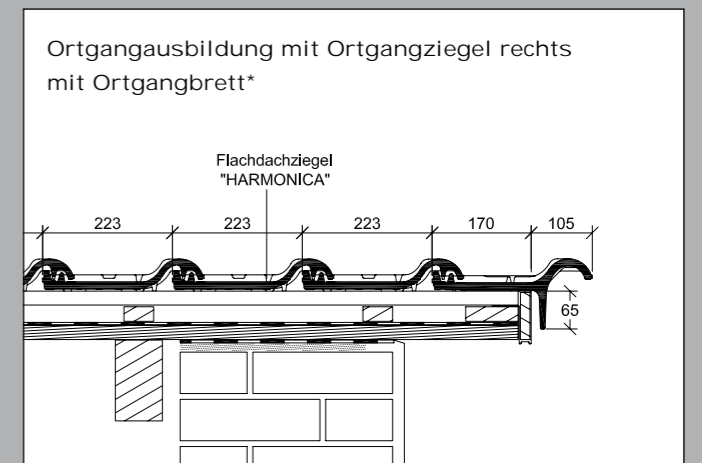 Ortgangausbildung mit Ortgangziegel rechts
mit Ortgangbrett*
Flachdachziegel
"HARMONICA"
223 223 223 170 105
65